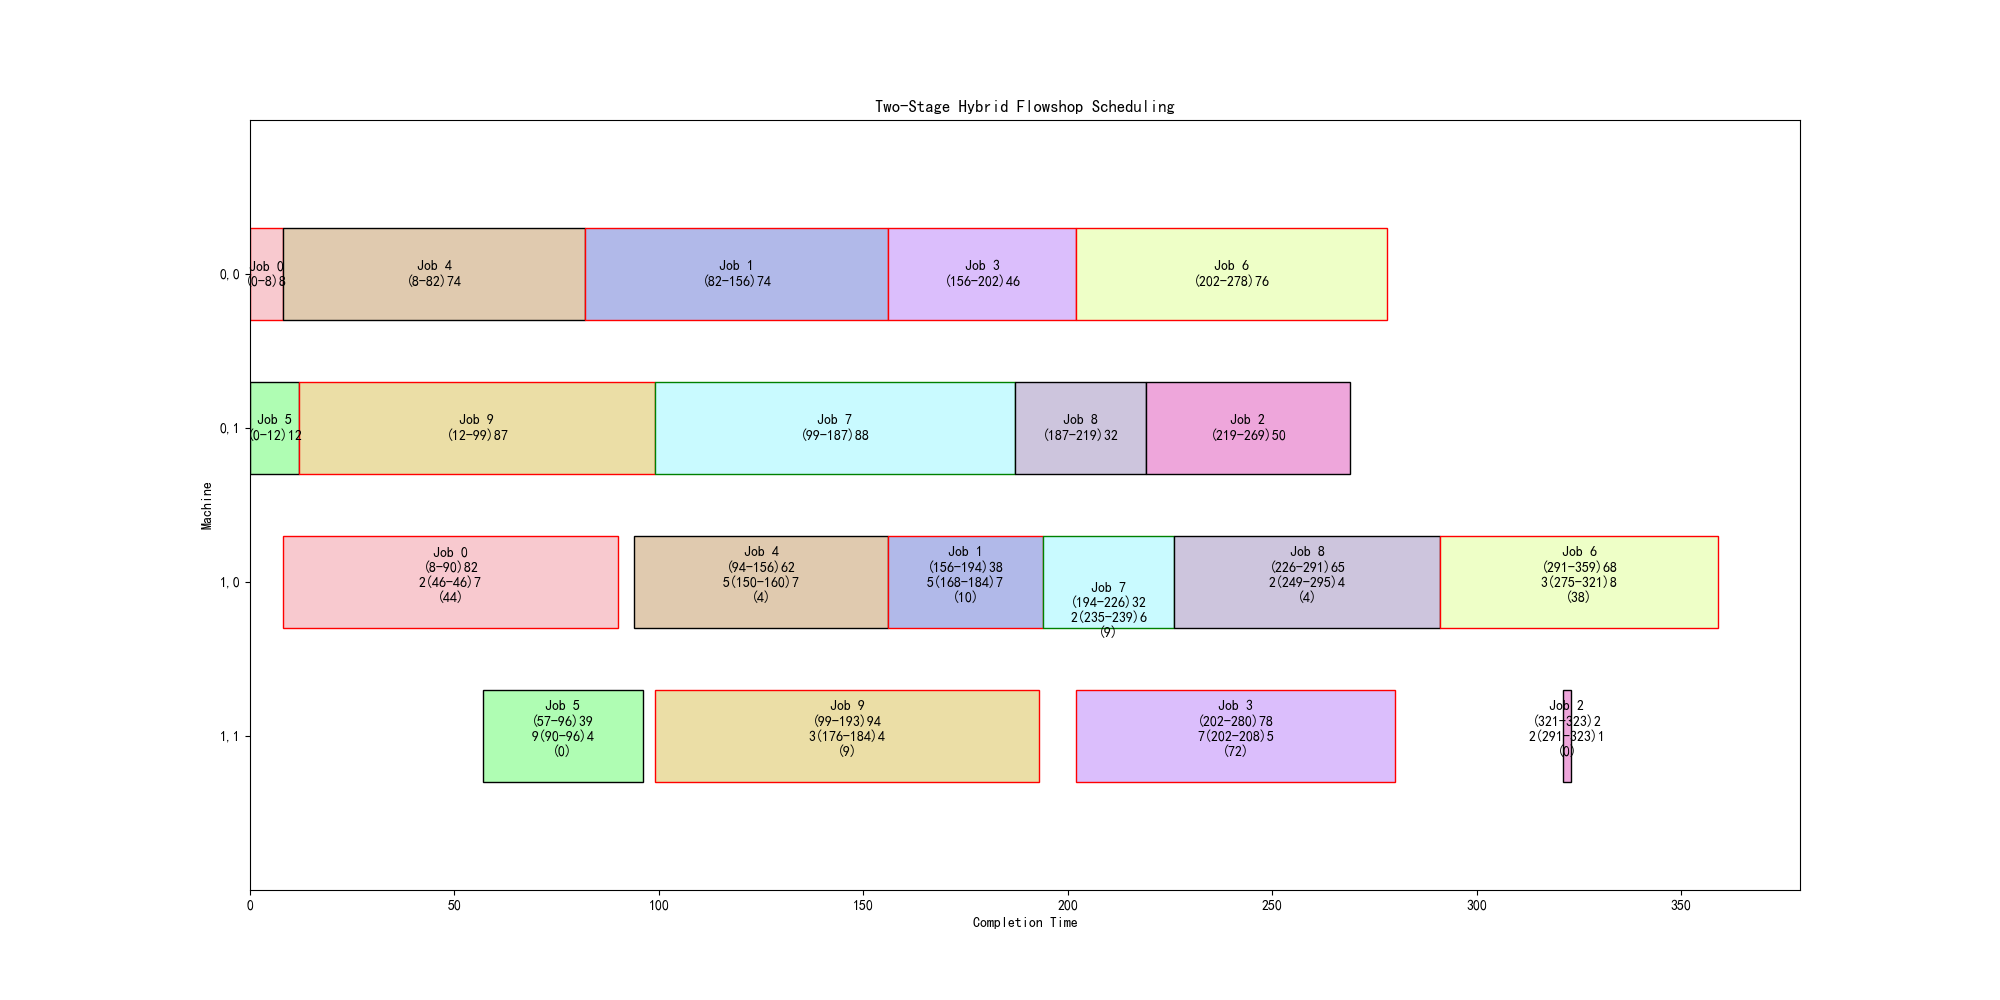 Two-Stage Hybrid Flowshop Scheduling
Machine
0,0
Job 0
(0-8)8
Job 4
(8-82)74
Job 1
(82-156)74
Job 3
(156-202)46
Job 6
(202-278)76
0,1
Job 5
(0-12)12
Job 9
(12-99)87
Job 7
(99-187)88
Job 8
(187-219)32
Job 2
(219-269)50
1,0
Job 0
(8-90)82
2(46-46)7
(44)
Job 4
(94-156)62
5(150-160)7
(4)
Job 1
(156-194)38
5(168-184)7
(10)
Job 7
(194-226)32
2(235-239)6
(9)
Job 8
(226-291)65
2(249-295)4
(4)
Job 6
(291-359)68
3(275-321)8
(38)
1,1
Job 5
(57-96)39
9(90-96)4
(0)
Job 9
(99-193)94
3(176-184)4
(9)
Job 3
(202-280)78
7(202-208)5
(72)
Job 2
(321-323)2
2(291-323)1
(0)
0 50 100 150 200 250 300 350
Completion Time